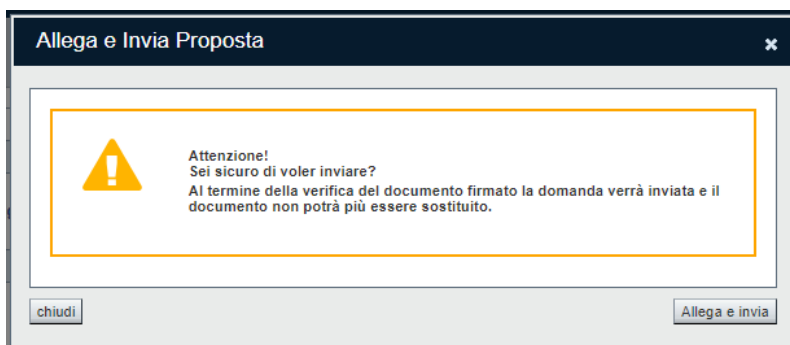 Allega e Invia Proposta
Attenzione!
Sei sicuro di voler inviare?
Al termine della verifica del documento firmato la domanda verrà inviata e il
documento non potrà più essere sostituito.
chiudi
Allega e invia